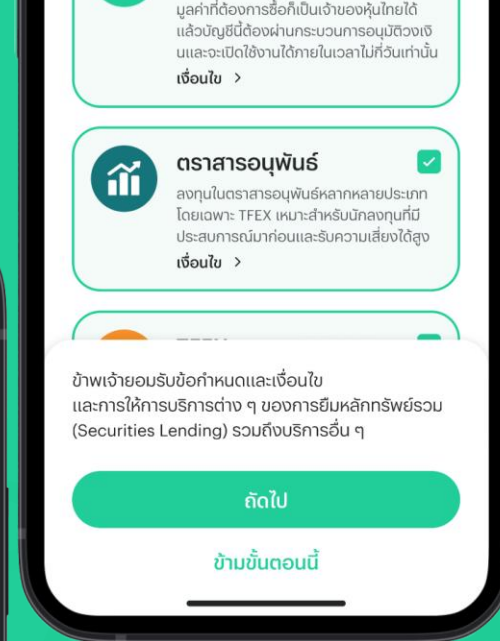 มูลค่าที่ต้องการซื้อก็เป็นเจ้าของหุ้นไทยได้
แล้วบัญชีนี้ต้องผ่านกระบวนการอนุมัติวงเงิ
นและจะเปิดใช้งานได้ภายในเวลาไม่กี่วันเท่านั้น
เงื่อนไข >
ตราสารอนุพันธ์
ลงทุนในตราสารอนุพันธ์หลากหลายประเภท
โดยเฉพาะ TFEX เหมาะสำหรับนักลงทุนที่มี
ประสบการณ์มาก่อนและรับความเสี่ยงได้สูง
เงื่อนไข >
ข้าพเจ้ายอมรับข้อกำหนดและเงื่อนไข
และการให้การบริการต่าง ๆ ของการยืมหลักทรัพย์รวม
(Securities Lending) รวมถึงบริการอื่น ๆ
ถัดไป
ข้ามขั้นตอนนี้